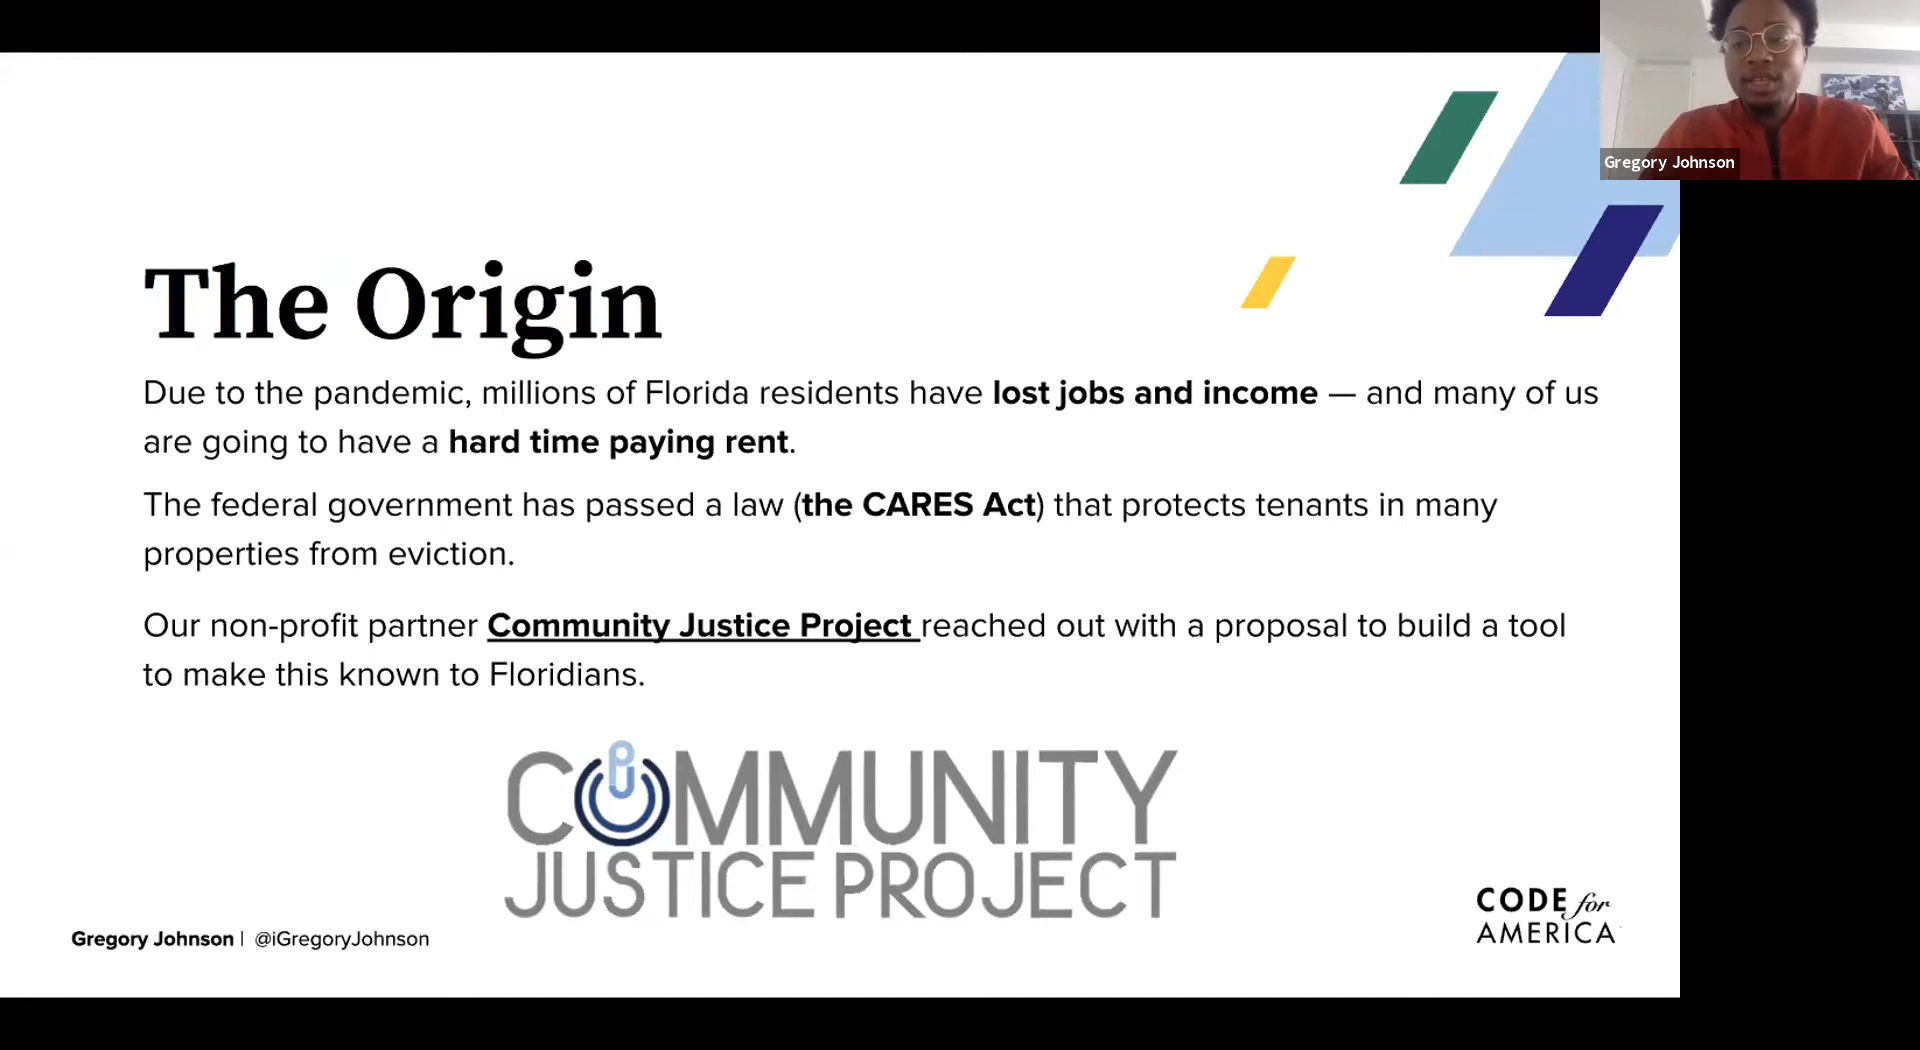 Gregory Johnson
The Origin
Due to the pandemic, millions of Florida residents have lost jobs and income — and many of us
are going to have a hard time paying rent.
The federal government has passed a law (the CARES Act) that protects tenants in many
properties from eviction.
Our non-profit partner Community Justice Project reached out with a proposal to build a tool
to make this known to Floridians.
COMMUNITY
JUSTICE PROJECT
Gregory Johnson | @iGregoryJohnson
CODE for
AMERICA